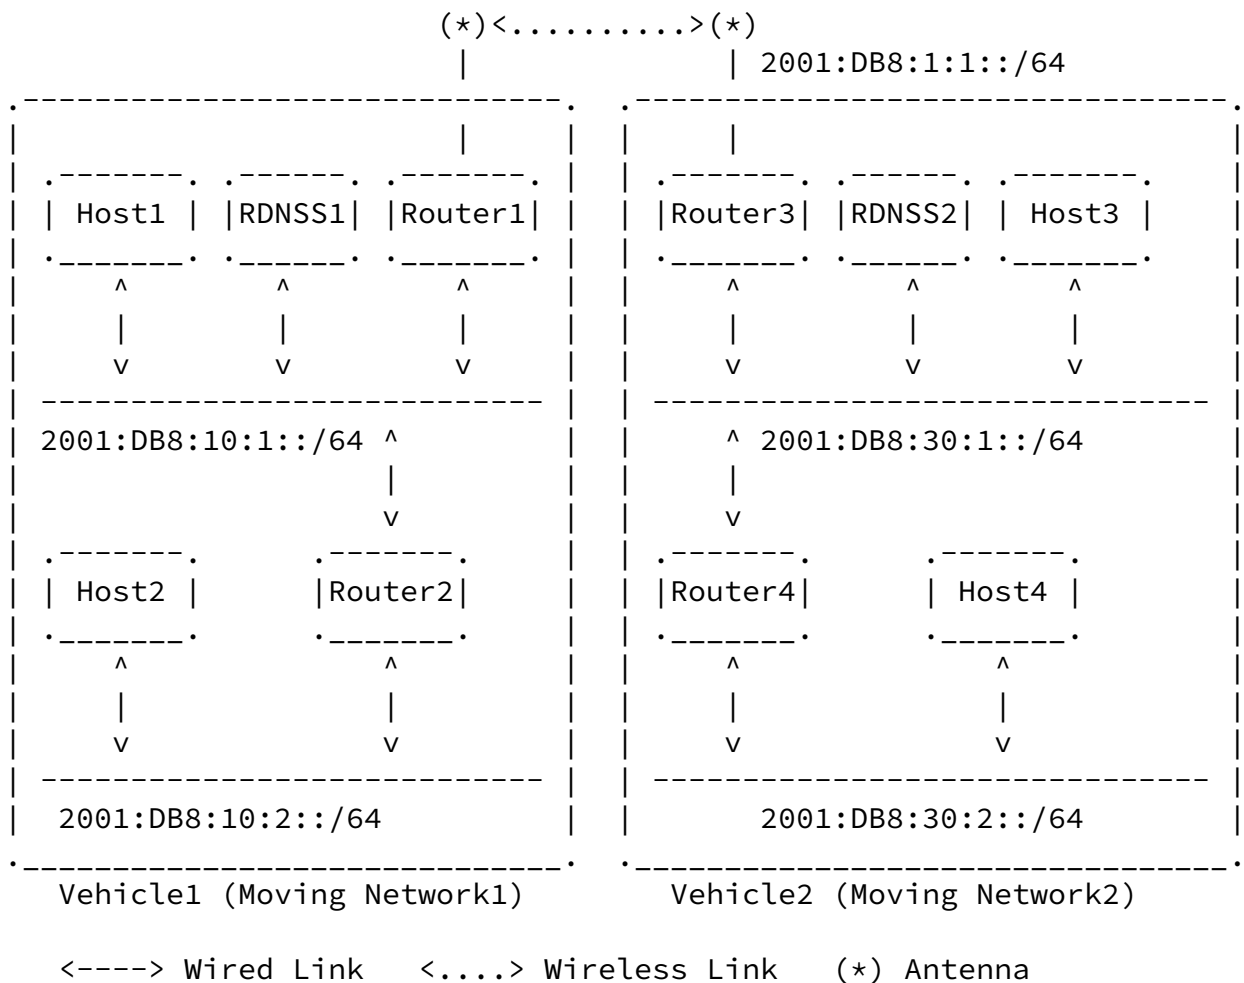 (*)<..........>(*)
2001:DB8:1:1::/64
Host1 RDNSS1 Router1 Router3 RDNSS2 Host3
2001:DB8:10:1::/64 2001:DB8:30:1::/64
Host2 Router2 Router4 Host4
2001:DB8:10:2::/64 2001:DB8:30:2::/64
Vehicle1 (Moving Network1) Vehicle2 (Moving Network2)
<----> Wired Link <....> Wireless Link (*) Antenna